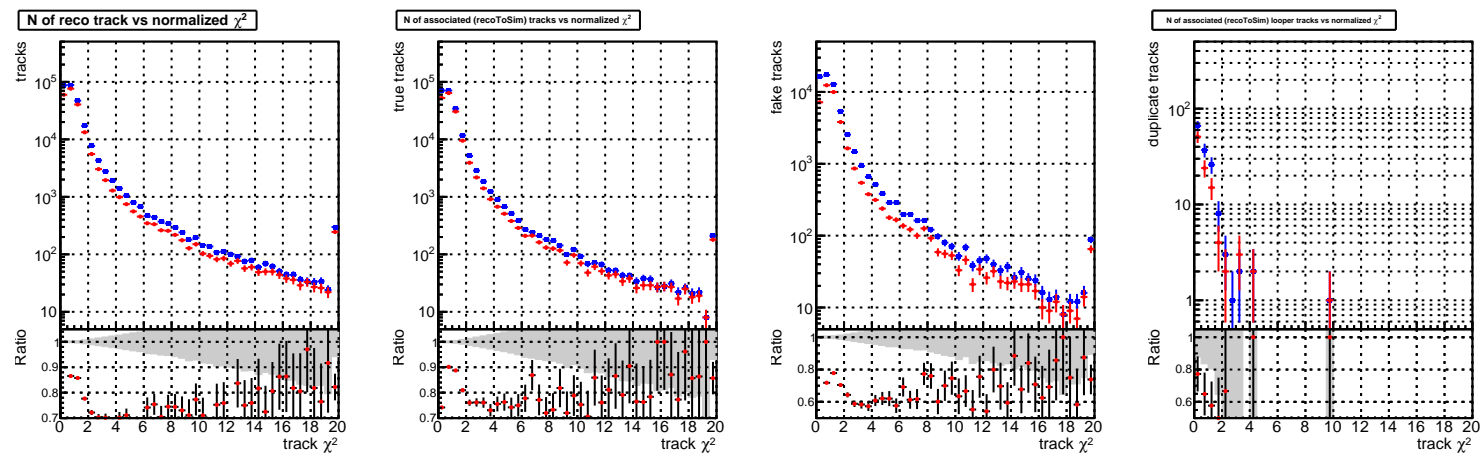 N of reco track vs normalized χ²
tracks
10⁵
10⁴
10³
10²
10
Ratio
1
0.9
0.8
0.7
0 2 4 6 8 10 12 14 16 18 20
track χ²
N of associated (recoToSim) tracks vs normalized χ²
true tracks
10⁵
10⁴
10³
10²
10
Ratio
1
0.9
0.8
0.7
0 2 4 6 8 10 12 14 16 18 20
track χ²
fake tracks
10⁴
10³
10²
10
Ratio
1
0.8
0.6
0 2 4 6 8 10 12 14 16 18 20
track χ²
N of associated (recoToSim) looper tracks vs normalized χ²
duplicate tracks
10²
10
1
Ratio
1
0.8
0.6
0 2 4 6 8 10 12 14 16 18 20
track χ²